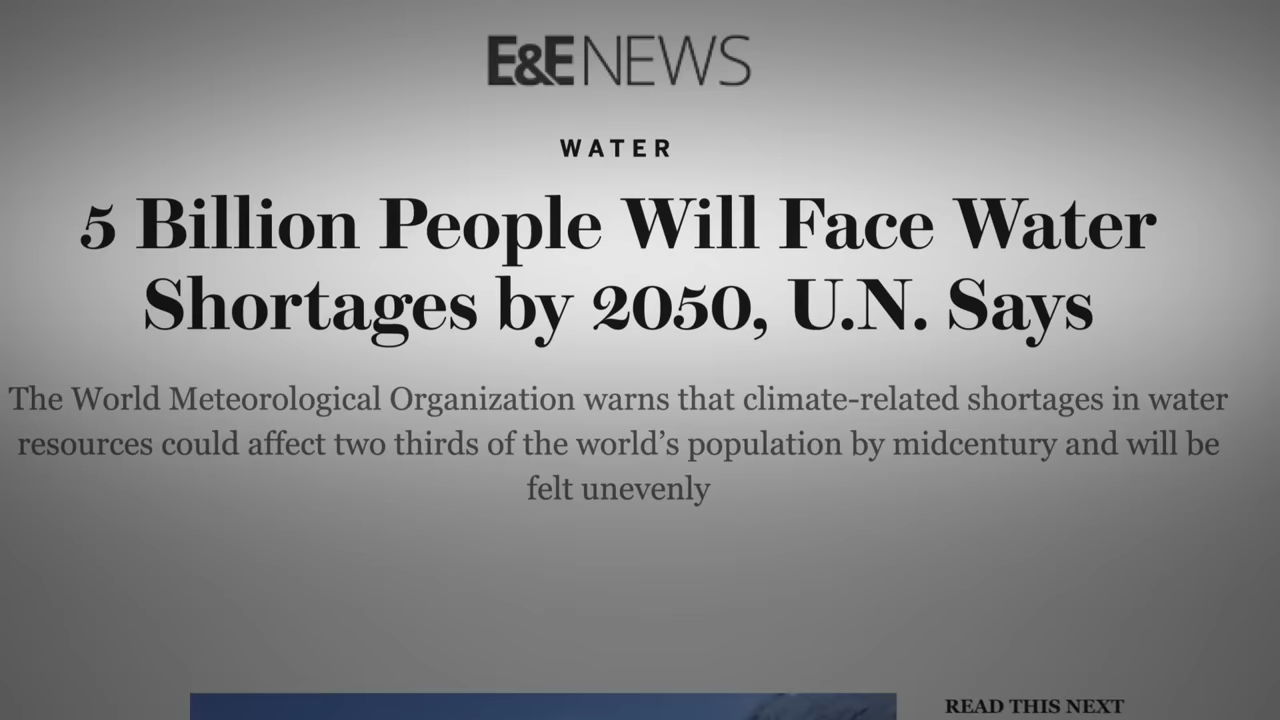 E&E NEWS
WATER
5 Billion People Will Face Water
Shortages by 2050, U.N. Says
The World Meteorological Organization warns that climate-related shortages in water
resources could affect two thirds of the world’s population by midcentury and will be
felt unevenly
READ THIS NEXT